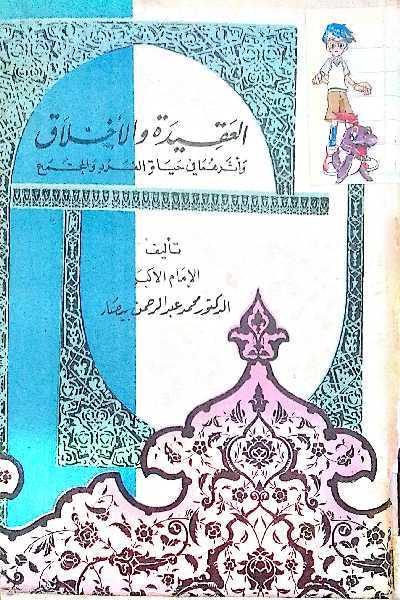 العقيدة والأخلاق
وأثرهما في حياة الفرد والمجتمع
تأليف
الإمام الأكبر
الدكتور محمد عبد الرحمن بيصار